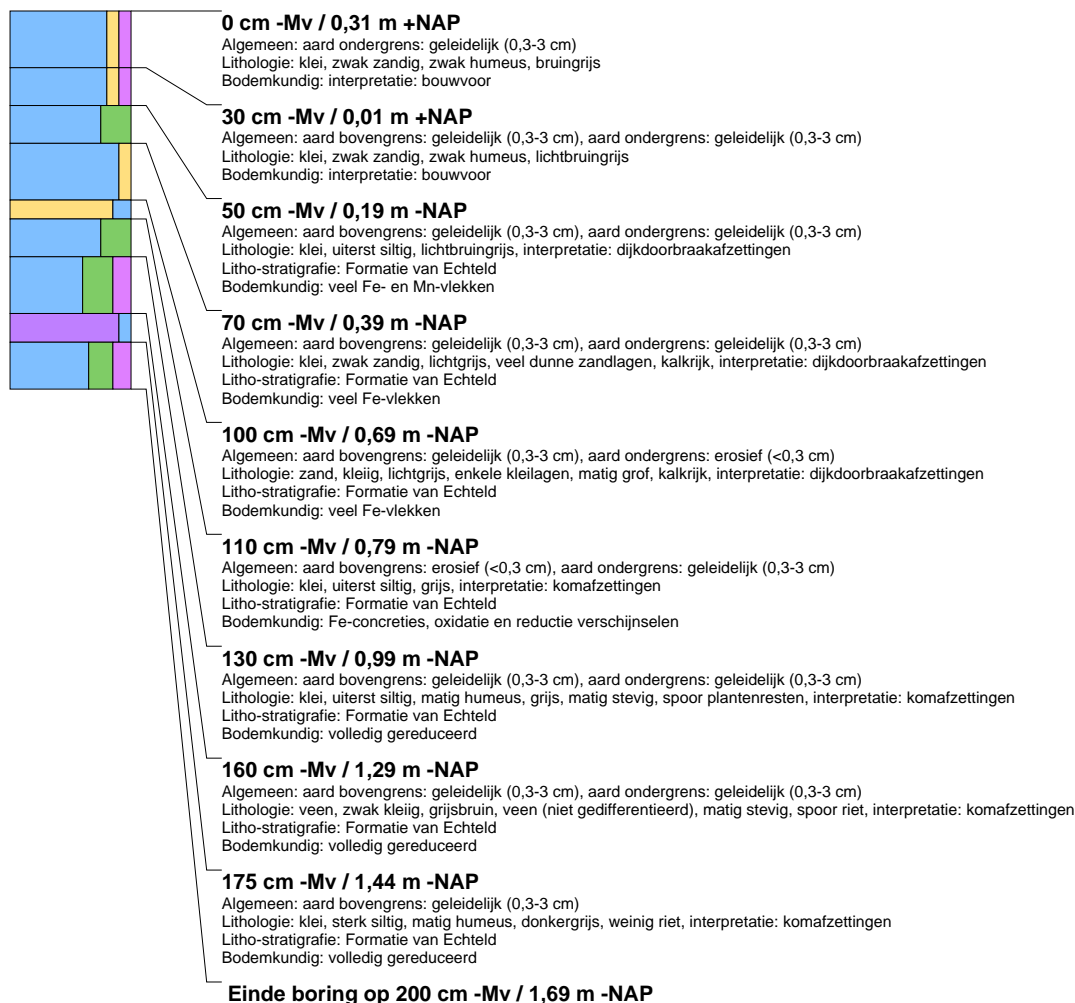 0 cm -Mv / 0,31 m +NAP
Algemeen: aard ondergrens: geleidelijk (0,3-3 cm)
Lithologie: klei, zwak zandig, zwak humeus, bruingrijs
Bodemkundig: interpretatie: bouwvoor
30 cm -Mv / 0,01 m +NAP
Algemeen: aard bovengrens: geleidelijk (0,3-3 cm), aard ondergrens: geleidelijk (0,3-3 cm)
Lithologie: klei, zwak zandig, zwak humeus, lichtbruingrijs
Bodemkundig: interpretatie: bouwvoor
50 cm -Mv / 0,19 m -NAP
Algemeen: aard bovengrens: geleidelijk (0,3-3 cm), aard ondergrens: geleidelijk (0,3-3 cm)
Lithologie: klei, uiterst siltig, lichtbruingrijs, interpretatie: dijkdoorbraakafzettingen
Litho-stratigrafie: Formatie van Echteld
Bodemkundig: veel Fe- en Mn-vlekken
70 cm -Mv / 0,39 m -NAP
Algemeen: aard bovengrens: geleidelijk (0,3-3 cm), aard ondergrens: geleidelijk (0,3-3 cm)
Lithologie: klei, zwak zandig, lichtgrijs, veel dunne zandlagen, kalkrijk, interpretatie: dijkdoorbraakafzettingen
Litho-stratigrafie: Formatie van Echteld
Bodemkundig: veel Fe-vlekken
100 cm -Mv / 0,69 m -NAP
Algemeen: aard bovengrens: geleidelijk (0,3-3 cm), aard ondergrens: erosief (<0,3 cm)
Lithologie: zand, kleiig, lichtgrijs, enkele kleilagen, matig grof, kalkrijk, interpretatie: dijkdoorbraakafzettingen
Litho-stratigrafie: Formatie van Echteld
Bodemkundig: veel Fe-vlekken
110 cm -Mv / 0,79 m -NAP
Algemeen: aard bovengrens: erosief (<0,3 cm), aard ondergrens: geleidelijk (0,3-3 cm)
Lithologie: klei, uiterst siltig, grijs, interpretatie: komafzettingen
Litho-stratigrafie: Formatie van Echteld
Bodemkundig: Fe-concreties, oxidatie en reductie verschijnselen
130 cm -Mv / 0,99 m -NAP
Algemeen: aard bovengrens: geleidelijk (0,3-3 cm), aard ondergrens: geleidelijk (0,3-3 cm)
Lithologie: klei, uiterst siltig, matig humeus, grijs, matig stevig, spoor plantenresten, interpretatie: komafzettingen
Litho-stratigrafie: Formatie van Echteld
Bodemkundig: volledig gereduceerd
160 cm -Mv / 1,29 m -NAP
Algemeen: aard bovengrens: geleidelijk (0,3-3 cm), aard ondergrens: geleidelijk (0,3-3 cm)
Lithologie: veen, zwak kleiig, grijsbruin, veen (niet gedifferentieerd), matig stevig, spoor riet, interpretatie: komafzettingen
Litho-stratigrafie: Formatie van Echteld
Bodemkundig: volledig gereduceerd
175 cm -Mv / 1,44 m -NAP
Algemeen: aard bovengrens: geleidelijk (0,3-3 cm)
Lithologie: klei, sterk siltig, matig humeus, donkergrijs, weinig riet, interpretatie: komafzettingen
Litho-stratigrafie: Formatie van Echteld
Bodemkundig: volledig gereduceerd
Einde boring op 200 cm -Mv / 1,69 m -NAP